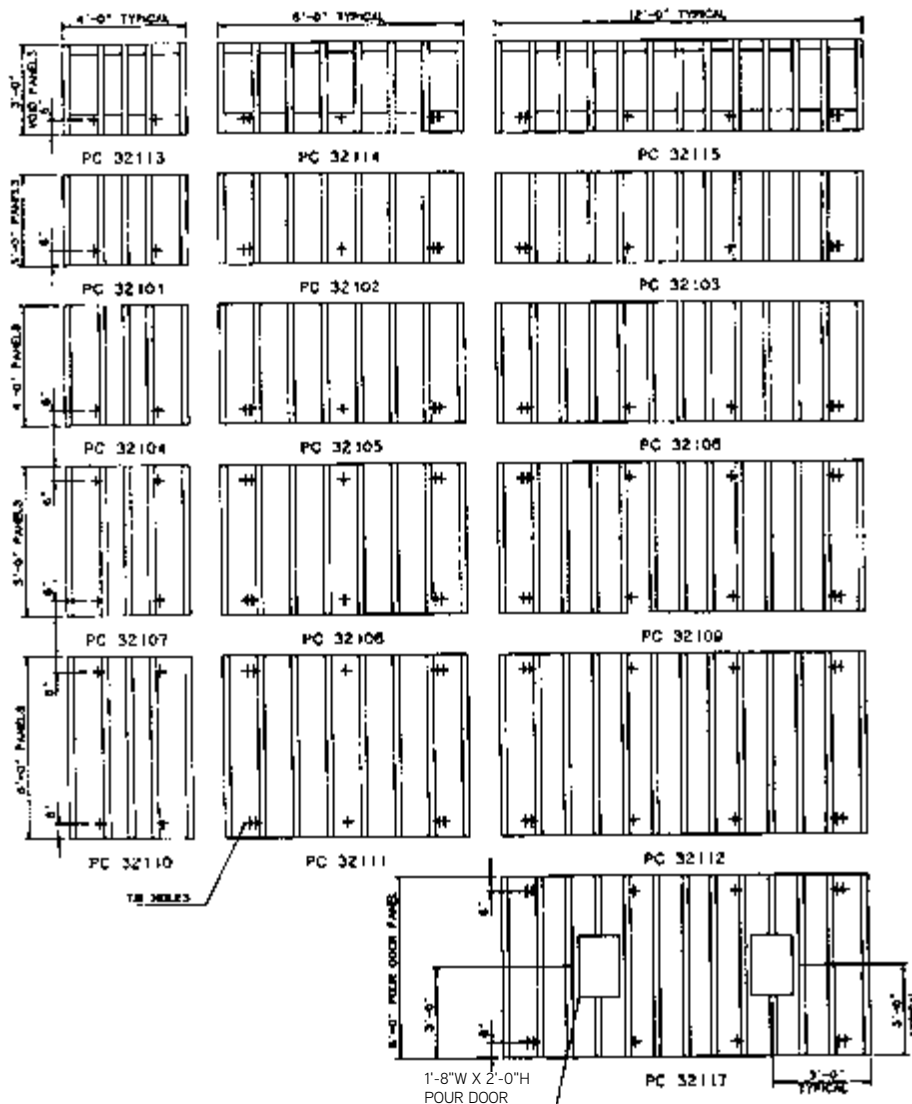 4'-0" TYPICAL
8'-0" TYPICAL
12'-0" TYPICAL
3'-0"
VOID PANELS
6"
PC 32113
PC 32114
PC 32115
3'-0" PANELS
6"
PC 32101
PC 32102
PC 32103
4'-0" PANELS
6"
PC 32104
PC 32105
PC 32106
6"
5'-0" PANELS
6"
PC 32107
PC 32108
PC 32109
6"
6'-0" PANELS
6"
PC 32110
PC 32111
PC 32112
TIE HOLES
6'-0" POUR DOOR PANEL
6"
3'-0"
6"
3'-0"
1'-8"W X 2'-0"H
POUR DOOR
PC 32117
3'-0"
TYPICAL